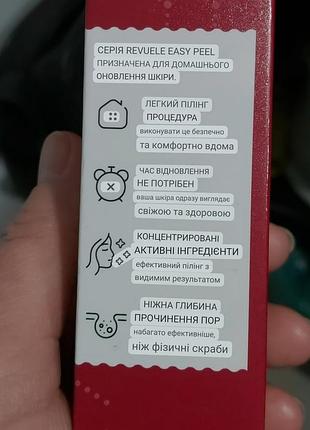 СЕРІЯ REVUELE EASY PEEL
ПРИЗНАЧЕНА ДЛЯ ДОМАШНЬОГО
ОНОВЛЕННЯ ШКІРИ.
ЛЕГКИЙ ПІЛІНГ
ПРОЦЕДУРА
виконувати це безпечно
та комфортно вдома
ЧАС ВІДНОВЛЕННЯ
НЕ ПОТРІБЕН
ваша шкіра одразу виглядає
свіжою та здоровою
КОНЦЕНТРИРОВАНІ
АКТИВНІ ІНГРЕДІЄНТИ
ефективний пілінг з
видимим результатом
НІЖНА ГЛИБИНА
ПРОЧИНЕННЯ ПОР
набагато ефективніше,
ніж фізичні скраби